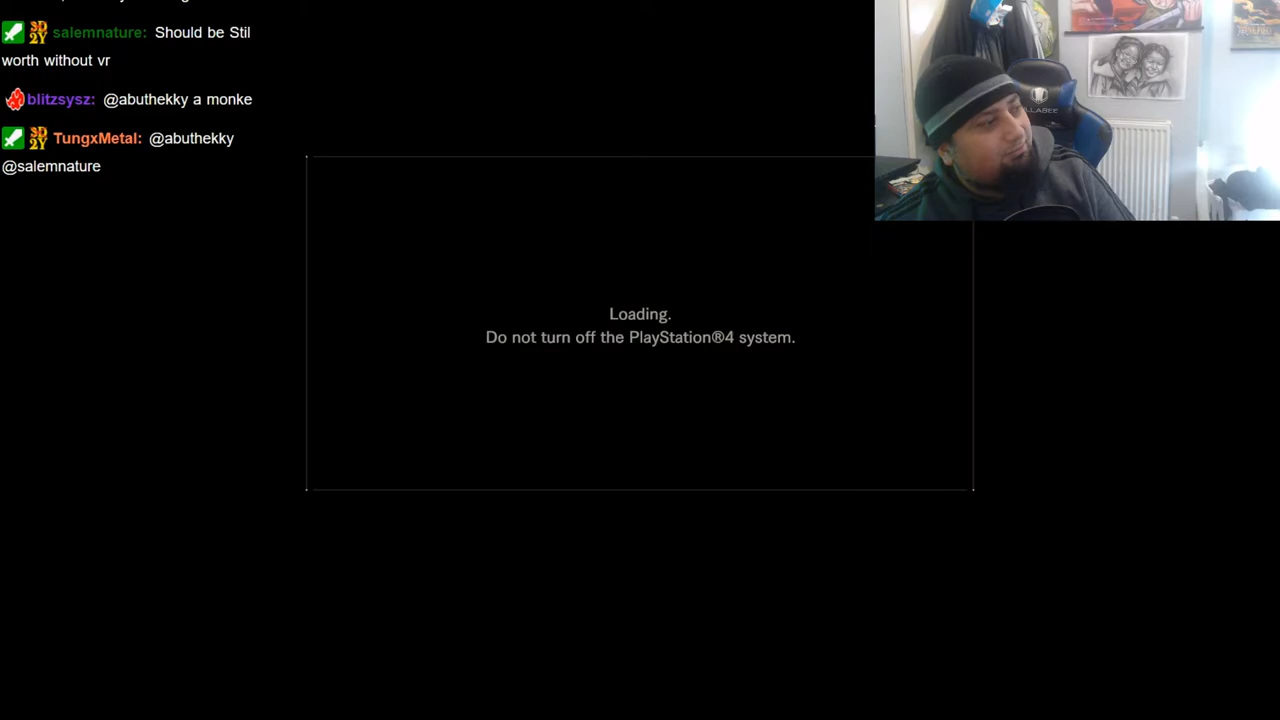 salemnature: Should be Stil
worth without vr
blitzsysz: @abuthekky a monke
TungxMetal: @abuthekky
@salemnature
Loading.
Do not turn off the PlayStation®4 system.